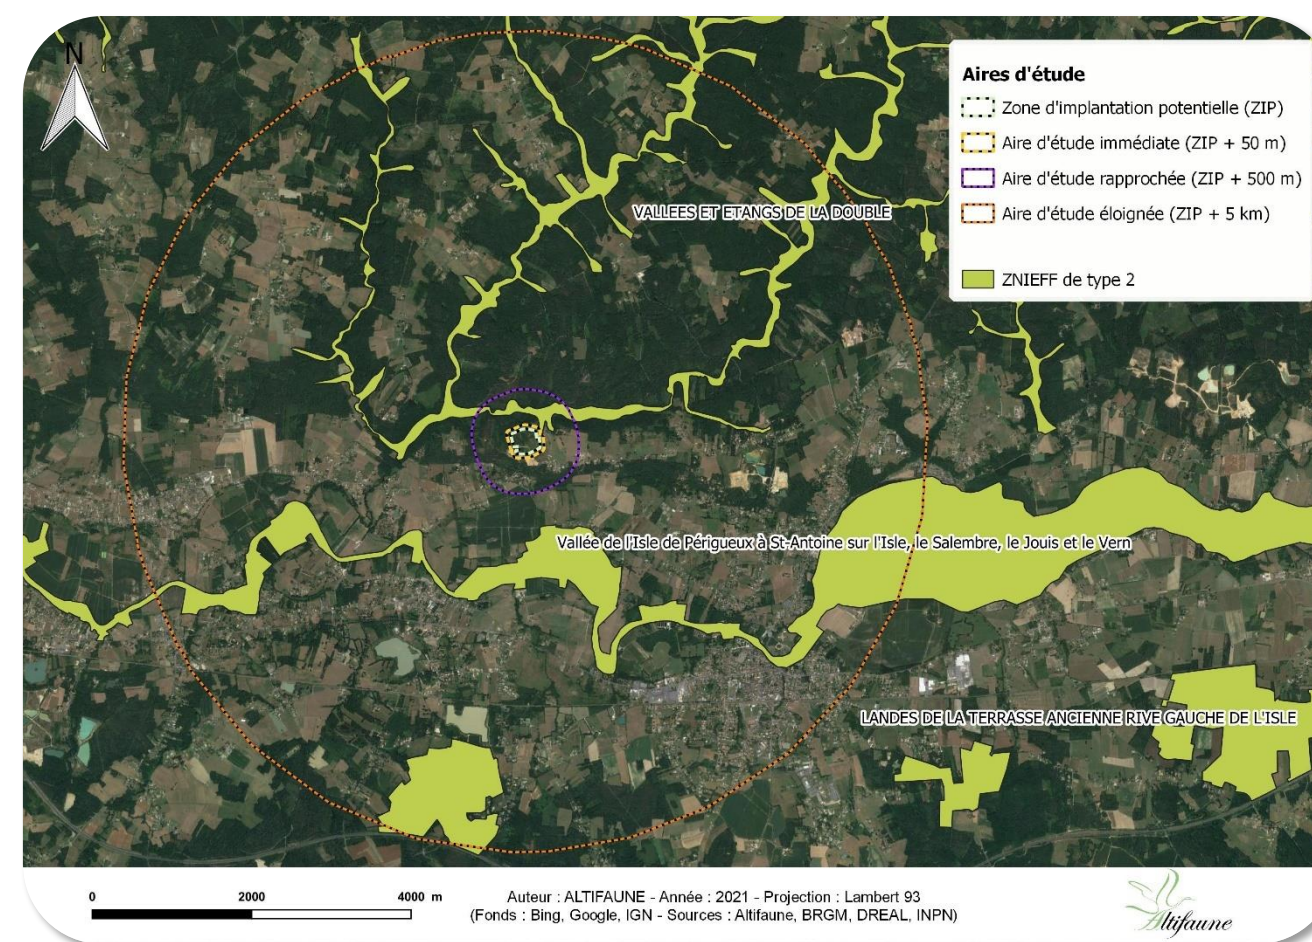 N
Aires d'étude
Zone d'implantation potentielle (ZIP)
Aire d'étude immédiate (ZIP + 50 m)
Aire d'étude rapprochée (ZIP + 500 m)
Aire d'étude éloignée (ZIP + 5 km)
ZNIEFF de type 2
VALLEES ET ETANGS DE LA DOUBLE
Vallée de l'Isle de Périgueux à St-Antoine sur l'Isle, le Salembre, le Jouis et le Vern
LANDES DE LA TERRASSE ANCIENNE RIVE GAUCHE DE L'ISLE
0 2000 4000 m
Auteur : ALTIFAUNE - Année : 2021 - Projection : Lambert 93
(Fonds : Bing, Google, IGN - Sources : Altifaune, BRGM, DREAL, INPN)
Altifaune